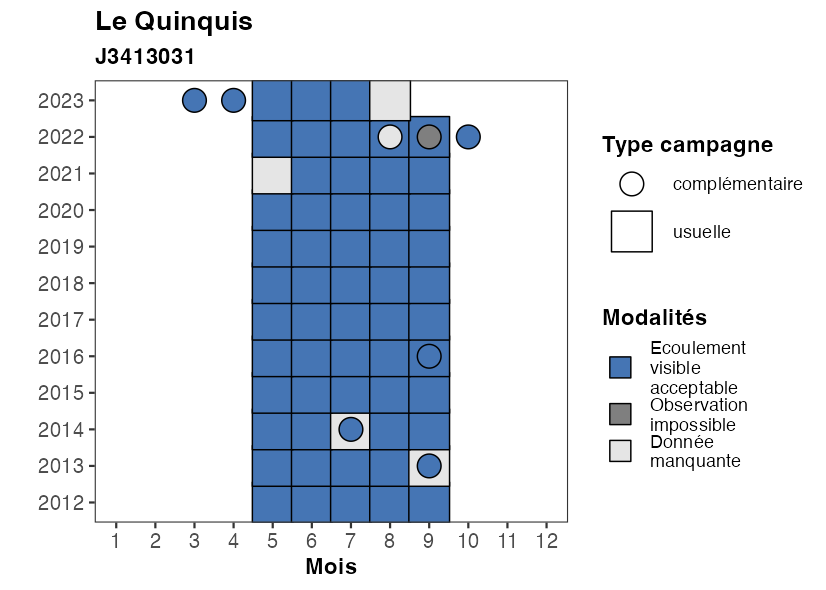 Le Quinquis
J3413031
2023
2022
2021
2020
2019
2018
2017
2016
2015
2014
2013
2012
1 2 3 4 5 6 7 8 9 10 11 12
Mois
Type campagne
complémentaire
usuelle
Modalités
Ecoulement
visible
acceptable
Observation
impossible
Donnée
manquante